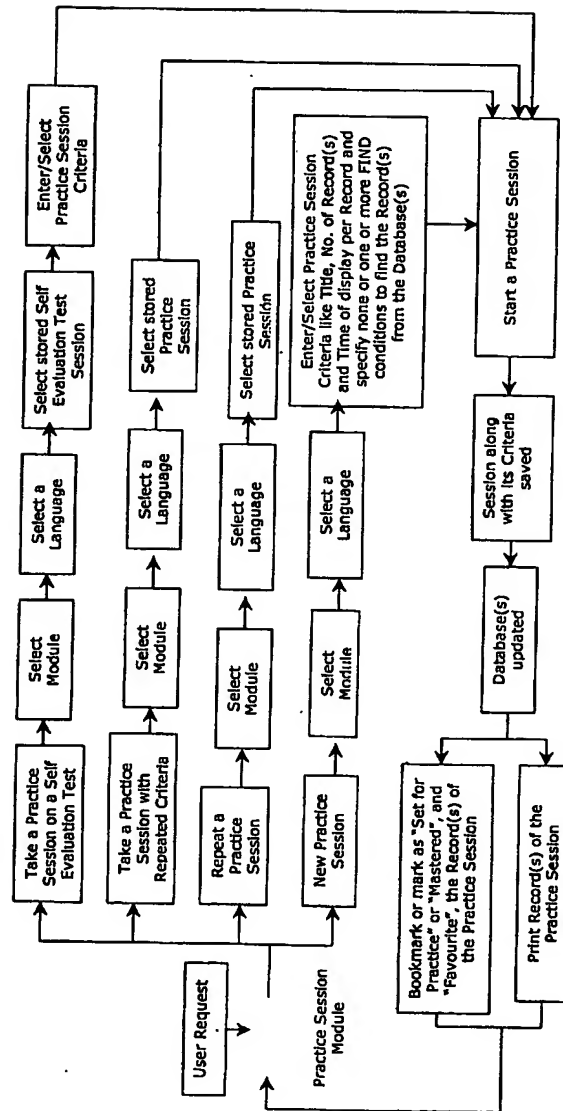 User Request
Practice Session
Module
Take a Practice
Session on a Self
Evaluation Test
Select
Module
Select a
Language
Select stored Self
Evaluation Test
Session
Enter/Select
Practice Session
Criteria
Take a Practice
Session with
Repeated Criteria
Select
Module
Select a
Language
Select stored
Practice
Session
Repeat a
Practice
Session
Select
Module
Select a
Language
Select stored Practice
Session
New Practice
Session
Select
Module
Select a
Language
Enter/Select Practice Session
Criteria like Title, No. of Record(s)
and Time of display per Record and
specify none or one or more FIND
conditions to find the Record(s)
from the Database(s)
Start a Practice Session
Session along
with its Criteria
saved
Database(s)
updated
Bookmark or mark as "Set for
Practice" or "Mastered", and
"Favourite", the Record(s) of
the Practice Session
Print Record(s) of the
Practice Session